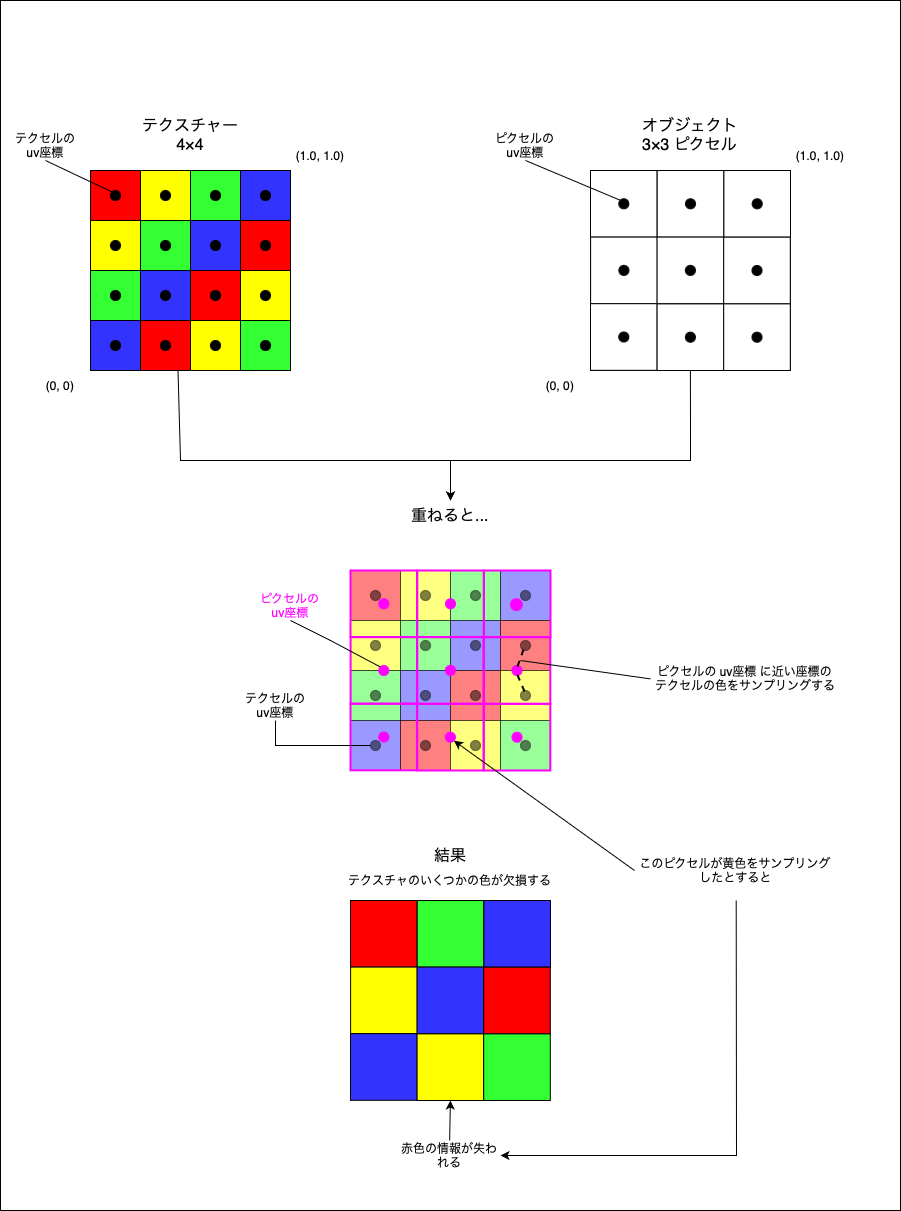 テクスチャー
4×4
テクセルの
uv座標
(1.0, 1.0)
(0, 0)
オブジェクト
3×3 ピクセル
ピクセルの
uv座標
(1.0, 1.0)
(0, 0)
重ねると...
ピクセルの
uv座標
テクセルの
uv座標
ピクセルの uv座標 に近い座標の
テクセルの色をサンプリングする
このピクセルが黄色をサンプリング
したとすると
結果
テクスチャのいくつかの色が欠損する
赤色の情報が失わ
れる